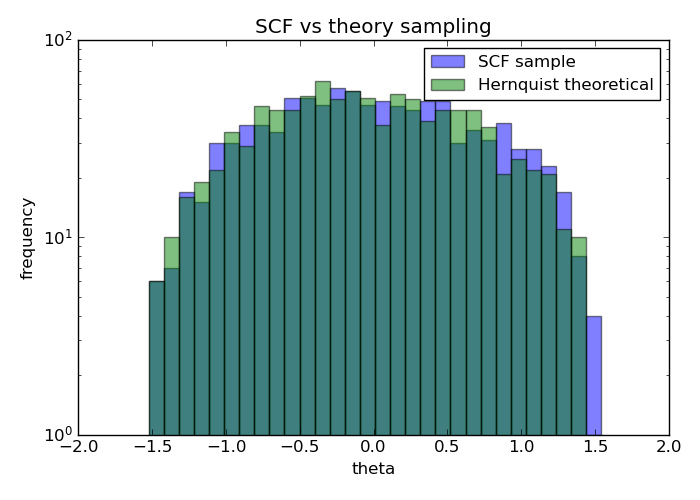 SCF vs theory sampling
SCF sample
Hernquist theoretical
frequency
10²
10¹
10⁰
−2.0 −1.5 −1.0 −0.5 0.0 0.5 1.0 1.5 2.0
theta